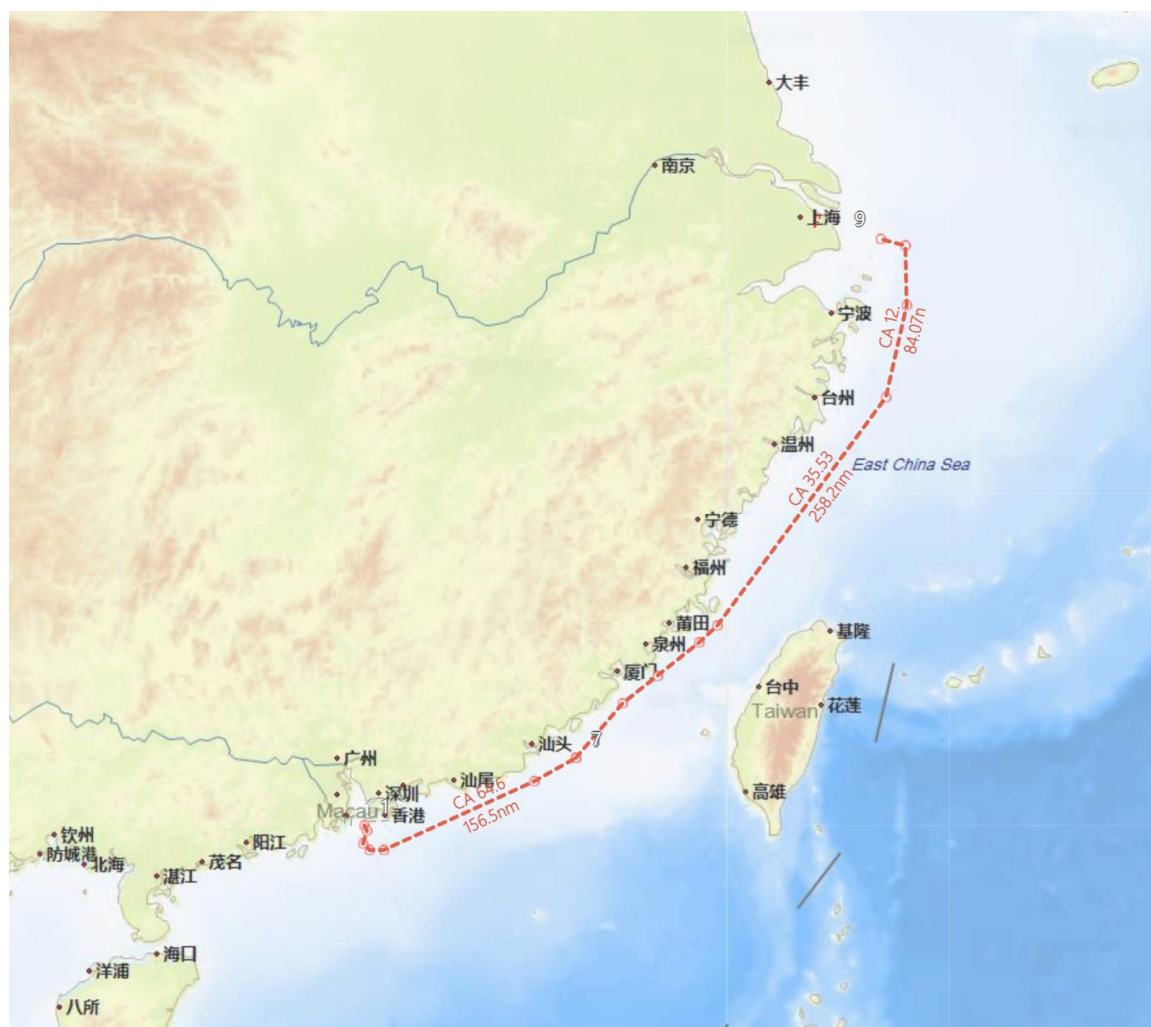 大丰
南京
上海
9
宁波
CA 12.
84.07n
台州
温州
CA 35.53
258.2nm
East China Sea
宁德
福州
莆田
基隆
泉州
厦门
台中
Taiwan
花莲
汕头
7
广州
汕尾
深圳
CA 64.6
156.5nm
高雄
Macau
1
香港
钦州
阳江
防城港
北海
茂名
湛江
海口
洋浦
八所